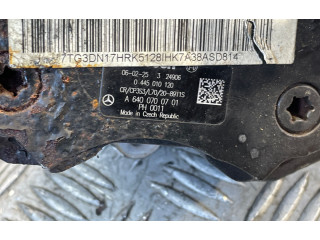 7TG3DN17HRK5128IHK7A38ASD814
06-02-25 3 24906
0 445 010 120
CR/CP3S3/L70/20-8911S
A 640 070 07 01
PH 0011
Made in Czech Republic